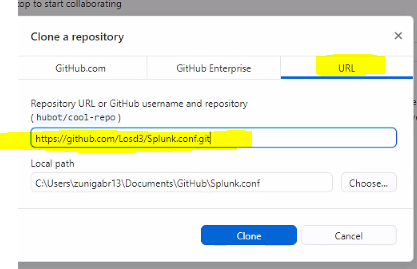 top to start collaborating
Clone a repository
GitHub.com
GitHub Enterprise
URL
Repository URL or GitHub username and repository
(hubot/cool-repo)
https://github.com/Losd3/Splunk.conf.git
Local path
C:\Users\zunigabr13\Documents\GitHub\Splunk.conf
Choose...
Clone
Cancel